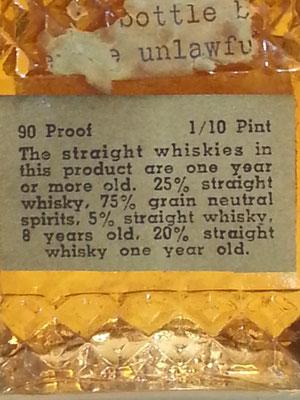 bottle b
unlawfu
90 Proof 1/10 Pint
The straight whiskies in
this product are one year
or more old. 25% straight
whisky, 75% grain neutral
spirits, 5% straight whisky,
8 years old, 20% straight
whisky one year old.